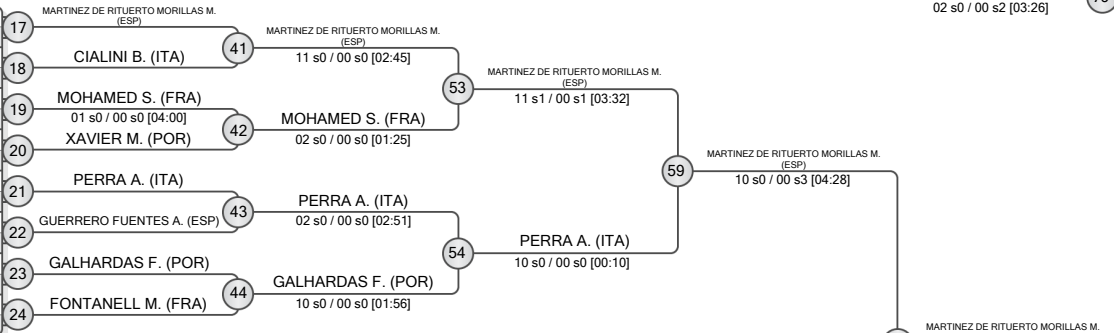 02 s0 / 00 s2 [03:26]
17
MARTINEZ DE RITUERTO MORILLAS M.
(ESP)
18
CIALINI B. (ITA)
19
MOHAMED S. (FRA)
01 s0 / 00 s0 [04:00]
20
XAVIER M. (POR)
21
PERRA A. (ITA)
22
GUERRERO FUENTES A. (ESP)
23
GALHARDAS F. (POR)
24
FONTANELL M. (FRA)
41
MARTINEZ DE RITUERTO MORILLAS M.
(ESP)
11 s0 / 00 s0 [02:45]
42
MOHAMED S. (FRA)
02 s0 / 00 s0 [01:25]
43
PERRA A. (ITA)
02 s0 / 00 s0 [02:51]
44
GALHARDAS F. (POR)
10 s0 / 00 s0 [01:56]
53
MARTINEZ DE RITUERTO MORILLAS M.
(ESP)
11 s1 / 00 s1 [03:32]
54
PERRA A. (ITA)
10 s0 / 00 s0 [00:10]
59
MARTINEZ DE RITUERTO MORILLAS M.
(ESP)
10 s0 / 00 s3 [04:28]
MARTINEZ DE RITUERTO MORILLAS M.